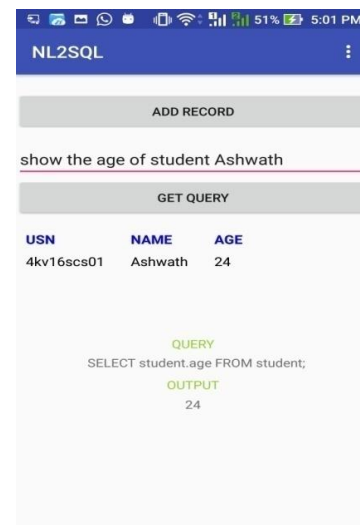 51% 5:01 PM
NL2SQL
ADD RECORD
show the age of student Ashwath
GET QUERY
USN NAME AGE
4kv16scs01 Ashwath 24
QUERY
SELECT student.age FROM student;
OUTPUT
24